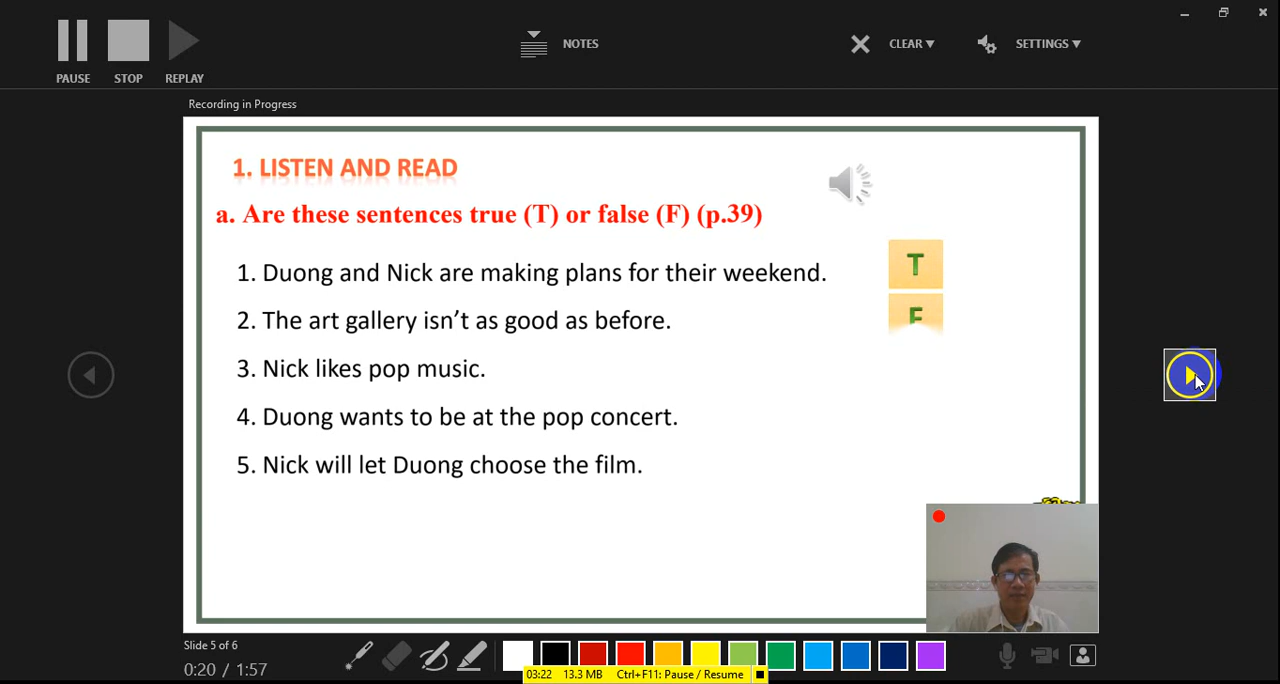 PAUSE STOP REPLAY
NOTES
CLEAR ▼
SETTINGS ▼
Recording in Progress
1. LISTEN AND READ
a. Are these sentences true (T) or false (F) (p.39)
1. Duong and Nick are making plans for their weekend.
T
2. The art gallery isn't as good as before.
F
3. Nick likes pop music.
4. Duong wants to be at the pop concert.
5. Nick will let Duong choose the film.
Slide 5 of 6
0:20 / 1:57
03:22 13.3 MB Ctrl+F11: Pause / Resume